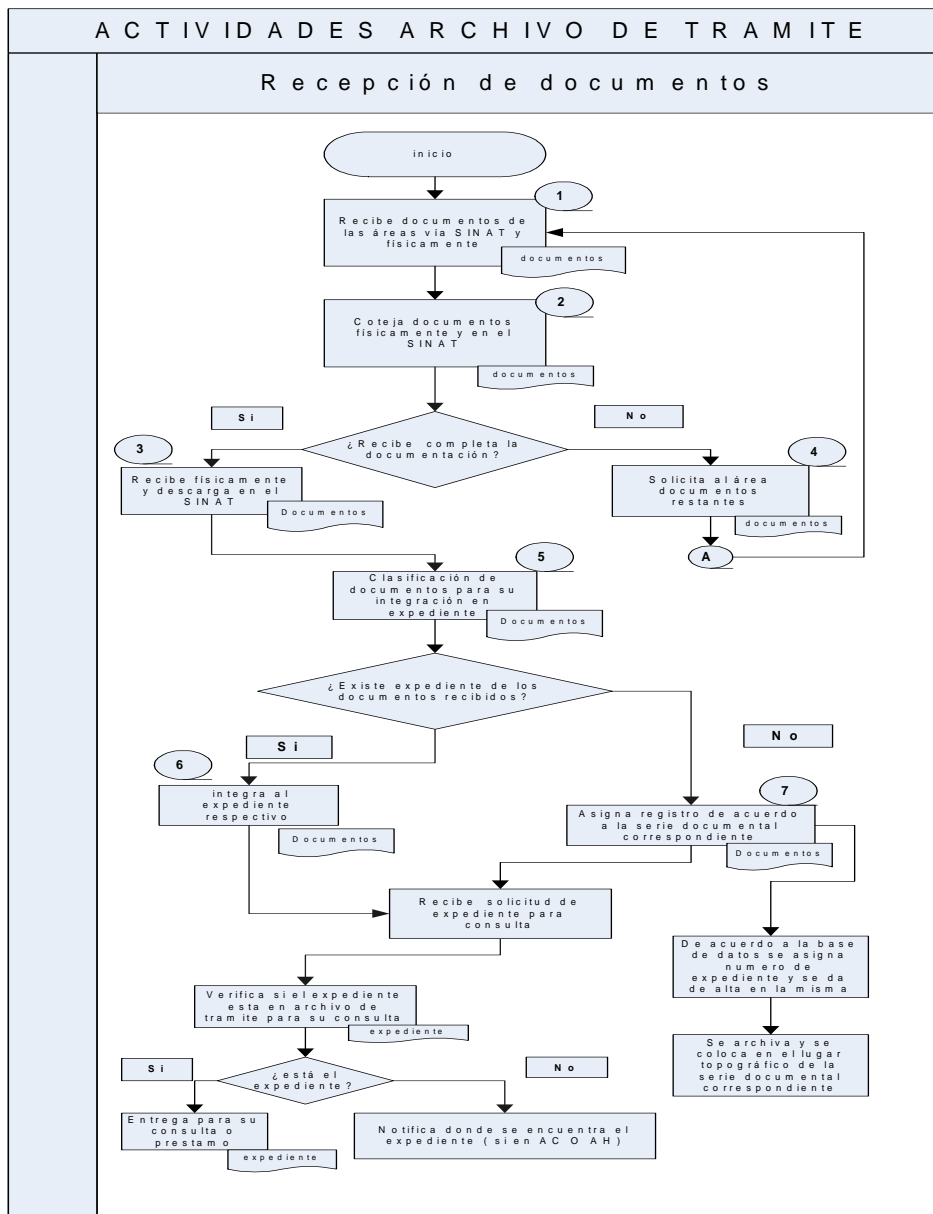 ACTIVIDADES ARCHIVO DE TRAMITE
Recepción de documentos
inicio
1
Recibe documentos de
las áreas vía SINAT y
físicamente
documentos
2
Coteja documentos
físicamente y en el
SINAT
documentos
Si
No
¿Recibe completa la
documentación?
3
Recibe físicamente
y descarga en el
SINAT
Documentos
4
Solicita al área
documentos
restantes
documentos
A
5
Clasificación de
documentos para su
integración en
expediente
Documentos
¿Existe expediente de los
documentos recibidos?
Si
No
6
integra al
expediente
respectivo
Documentos
7
Asigna registro de acuerdo
a la serie documental
correspondiente
Documentos
Recibe solicitud de
expediente para
consulta
De acuerdo a la base
de datos se asigna
numero de
expediente y se da
de alta en la misma
Verifica si el expediente
esta en archivo de
tramite para su consulta
expediente
Se archiva y se
coloca en el lugar
topográfico de la
serie documental
correspondiente
Si
¿está el
expediente?
No
Entrega para su
consulta o
prestamo
expediente
Notifica donde se encuentra el
expediente ( si en AC O AH)